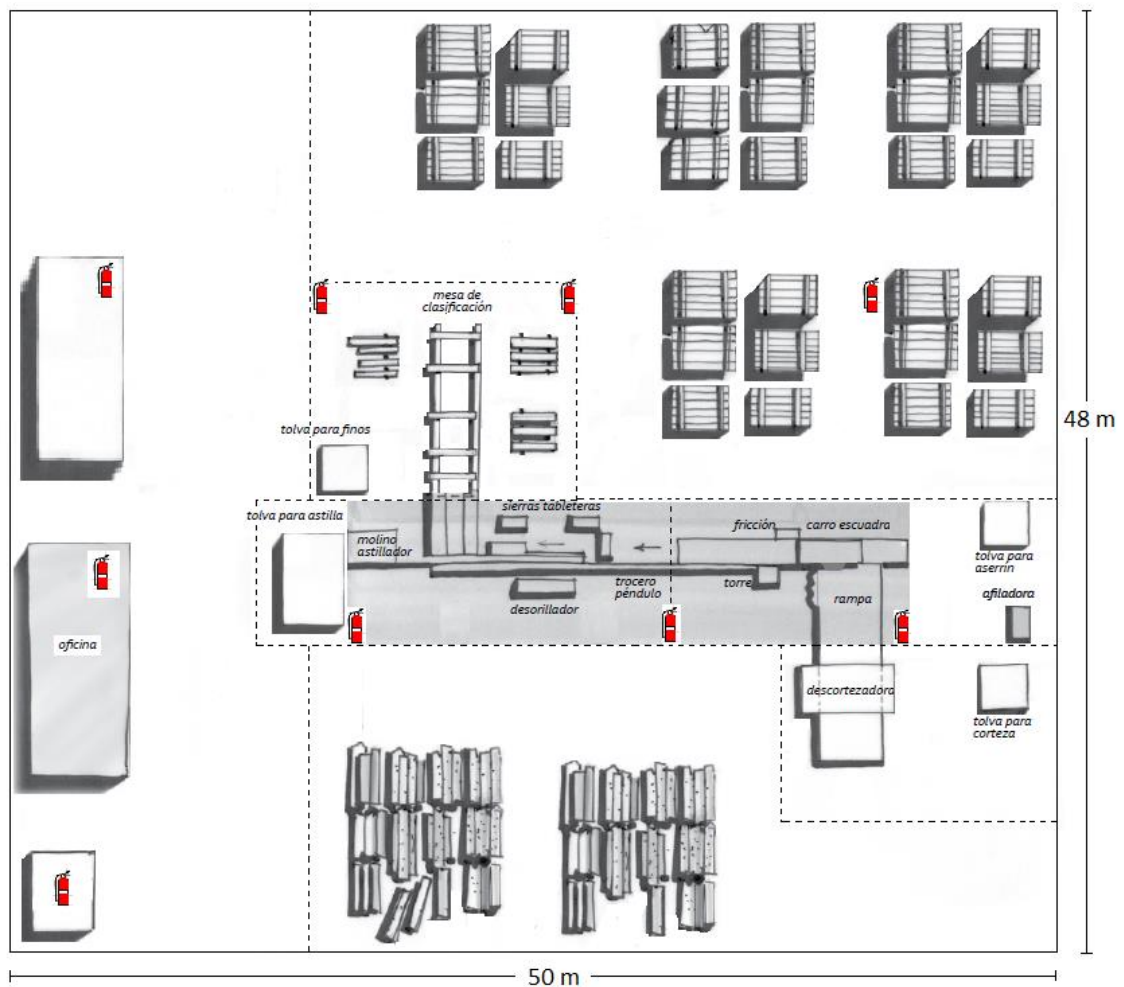 mesa de
clasificación
48 m
tolva para finos
tolva para astilla
sierras tableteras
molino
astillador
fricción
carro escuadra
tolva para
aserrin
desorillador
trocero
péndulo
torre
rampa
afiladora
oficina
descortezadora
tolva para
corteza
50 m